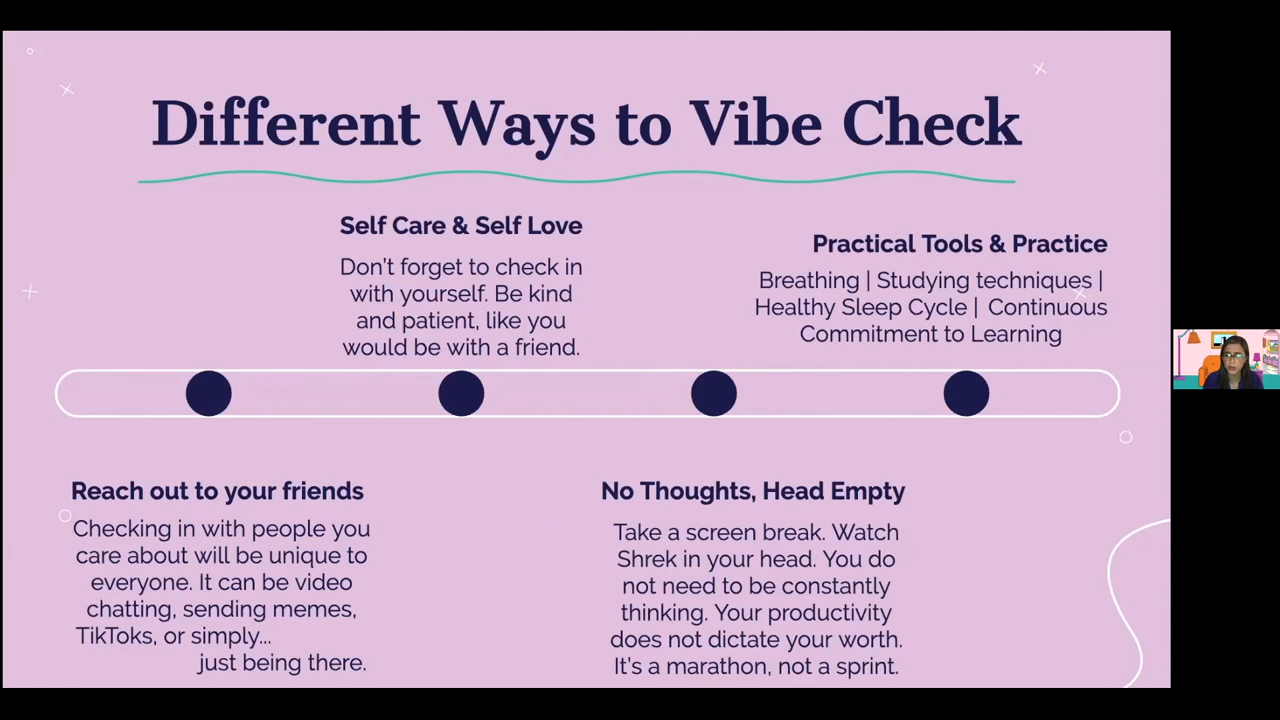 Different Ways to Vibe Check
Self Care & Self Love
Don't forget to check in
with yourself. Be kind
and patient, like you
would be with a friend.
Practical Tools & Practice
Breathing | Studying techniques |
Healthy Sleep Cycle | Continuous
Commitment to Learning
Reach out to your friends
Checking in with people you
care about will be unique to
everyone. It can be video
chatting, sending memes,
TikToks, or simply...
just being there.
No Thoughts, Head Empty
Take a screen break. Watch
Shrek in your head. You do
not need to be constantly
thinking. Your productivity
does not dictate your worth.
It's a marathon, not a sprint.